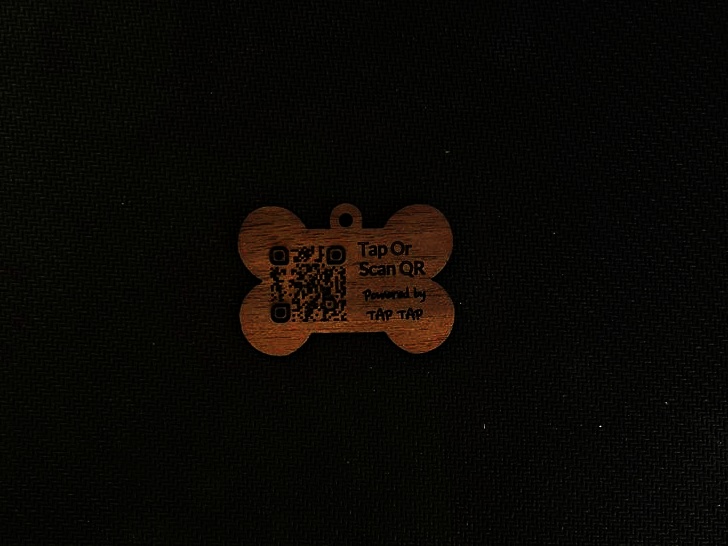 Tap Or
Scan QR
Powered by
TAP TAP